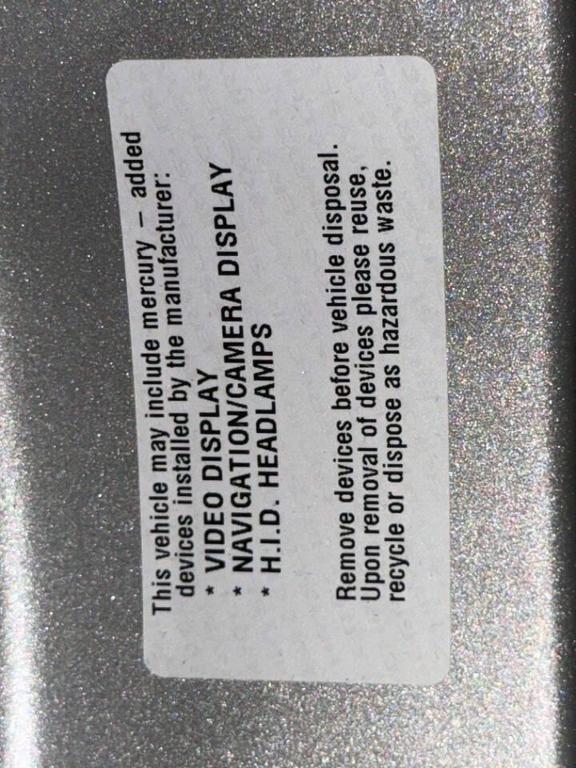 This vehicle may include mercury – added
devices installed by the manufacturer:
* VIDEO DISPLAY
* NAVIGATION/CAMERA DISPLAY
* H.I.D. HEADLAMPS
Remove devices before vehicle disposal.
Upon removal of devices please reuse,
recycle or dispose as hazardous waste.